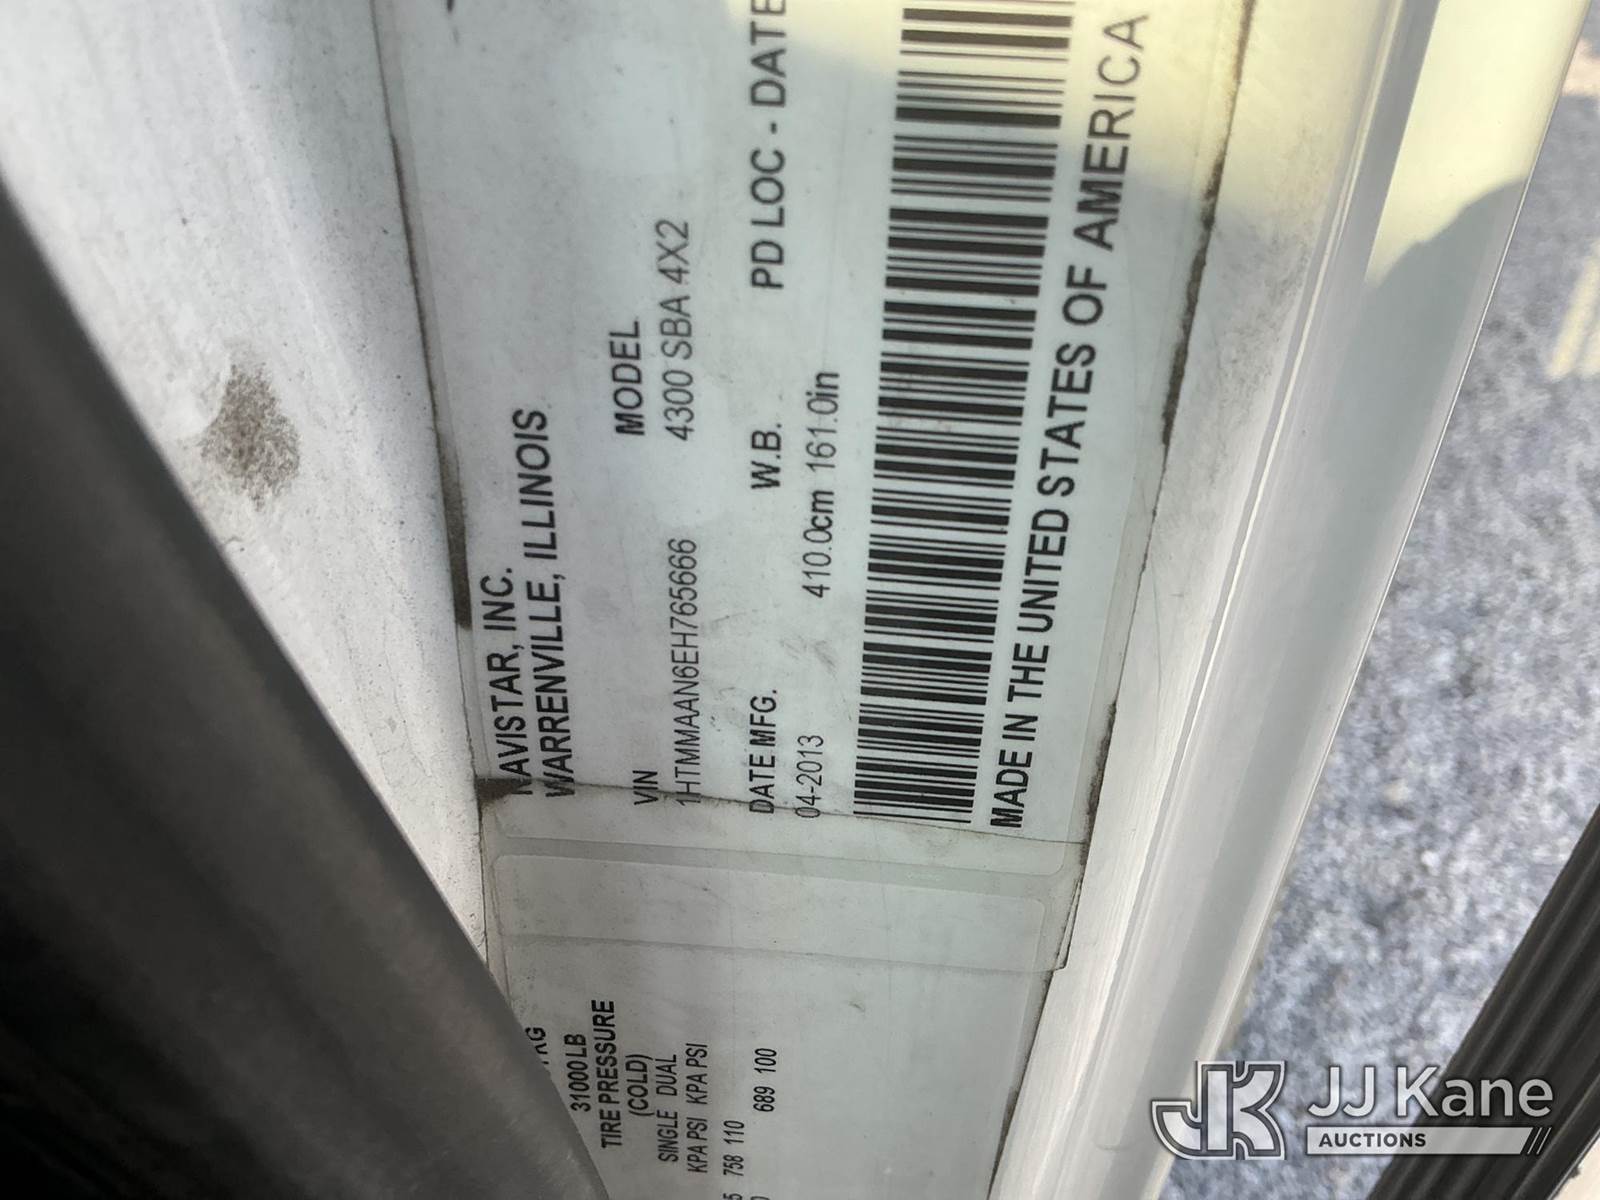 NAVISTAR, INC.
WARRENVILLE, ILLINOIS
VIN MODEL
1HTMMAAN6EH765666 4300 SBA 4X2
DATE MFG. W.B. PD LOC - DATE
04-2013 410.0cm 161.0in
MADE IN THE UNITED STATES OF AMERICA
KG
31000LB
TIRE PRESSURE
(COLD)
SINGLE DUAL
KPA PSI KPA PSI
758 110
689 100
JK JJ Kane
AUCTIONS